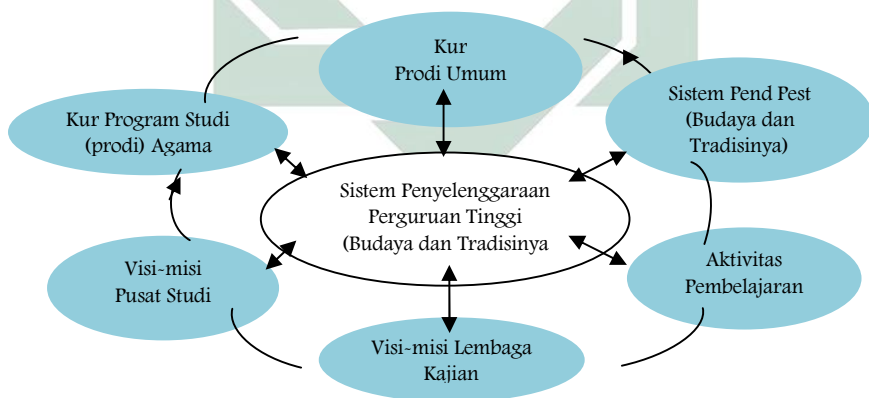 Kur
Prodi Umum
Sistem Pend Pest
(Budaya dan
Tradisinya)
Kur Program Studi
(prodi) Agama
Sistem Penyelenggaraan
Perguruan Tinggi
(Budaya dan Tradisinya
Aktivitas
Pembelajaran
Visi-misi
Pusat Studi
Visi-misi Lembaga
Kajian